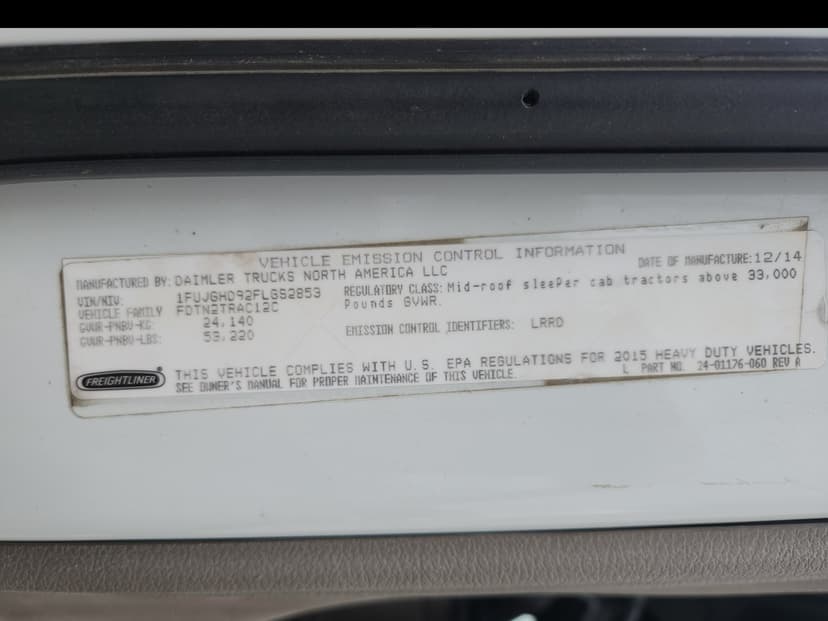 VEHICLE EMISSION CONTROL INFORMATION
MANUFACTURED BY: DAIMLER TRUCKS NORTH AMERICA LLC DATE OF MANUFACTURE: 12/14
VIN/NIV: REGULATORY CLASS: Mid-roof sleeper cab tractors above 33,000
VEHICLE FAMILY FDTN2TRAC12C Pounds GVWR.
GVWR-PNBV-KG: 24,140
GVWR-PNBV-LBS: 53,220 EMISSION CONTROL IDENTIFIERS: LRRD
THIS VEHICLE COMPLIES WITH U.S. EPA REGULATIONS FOR 2015 HEAVY DUTY VEHICLES.
FREIGHTLINER® SEE OWNER'S MANUAL FOR PROPER MAINTENANCE OF THIS VEHICLE. L PART NO. 24-01176-060 REV A